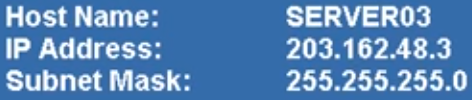 Host Name: SERVER03
IP Address: 203.162.48.3
Subnet Mask: 255.255.255.0